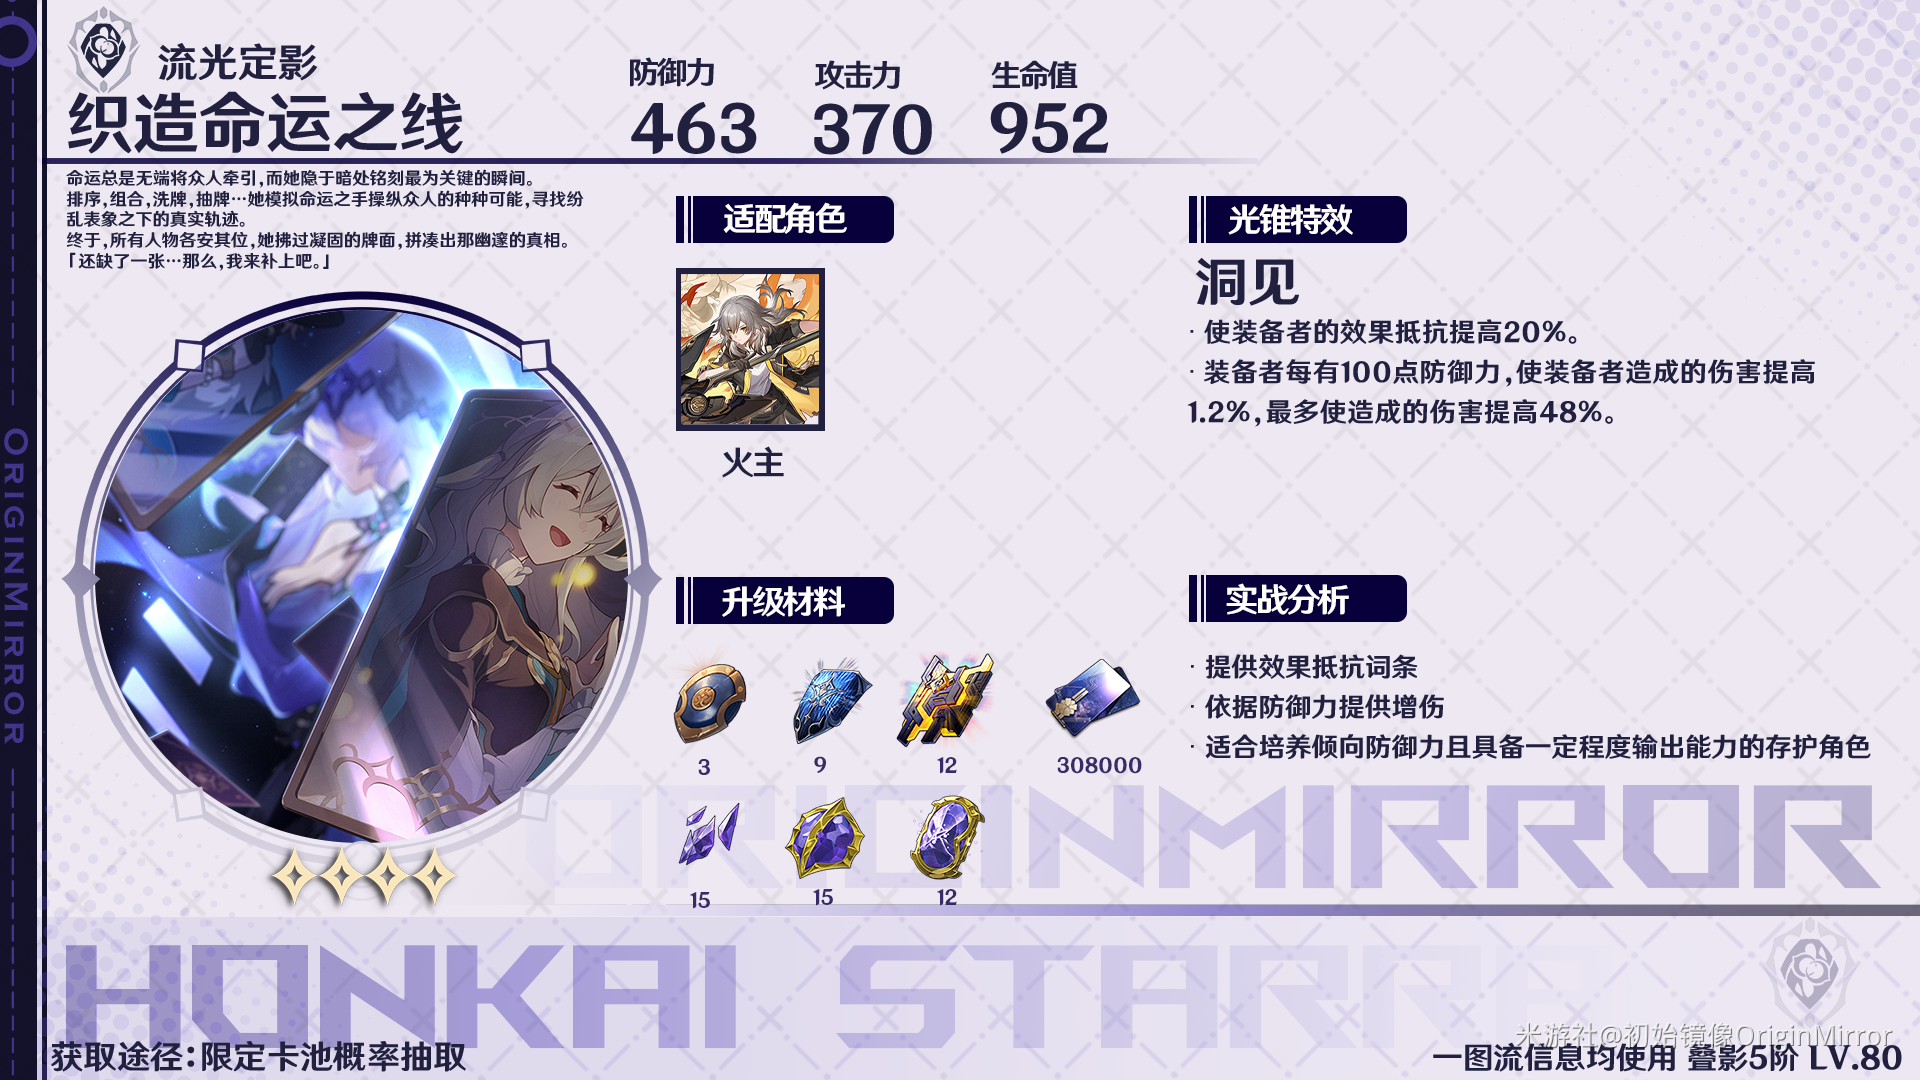 流光定影
织造命运之线
防御力
463
攻击力
370
生命值
952
命运总是无端将众人牵引,而她隐于暗处铭刻最为关键的瞬间。
排序,组合,洗牌,抽牌…她模拟命运之手操纵众人的种种可能,寻找纷
乱表象之下的真实轨迹。
终于,所有人物各安其位,她拂过凝固的牌面,拼凑出那幽邃的真相。
「还缺了一张…那么,我来补上吧。」
适配角色
火主
光锥特效
洞见
· 使装备者的效果抵抗提高20%。
· 装备者每有100点防御力,使装备者造成的伤害提高
1.2%,最多使造成的伤害提高48%。
升级材料
3
9
12
308000
15
15
12
实战分析
· 提供效果抵抗词条
· 依据防御力提供增伤
· 适合培养倾向防御力且具备一定程度输出能力的存护角色
ORIGINMIRROR
ORIGINMIRROR
HONKAI STARRA
获取途径:限定卡池概率抽取
米游社@初始镜像OriginMirror
一图流信息均使用 叠影5阶 LV.80